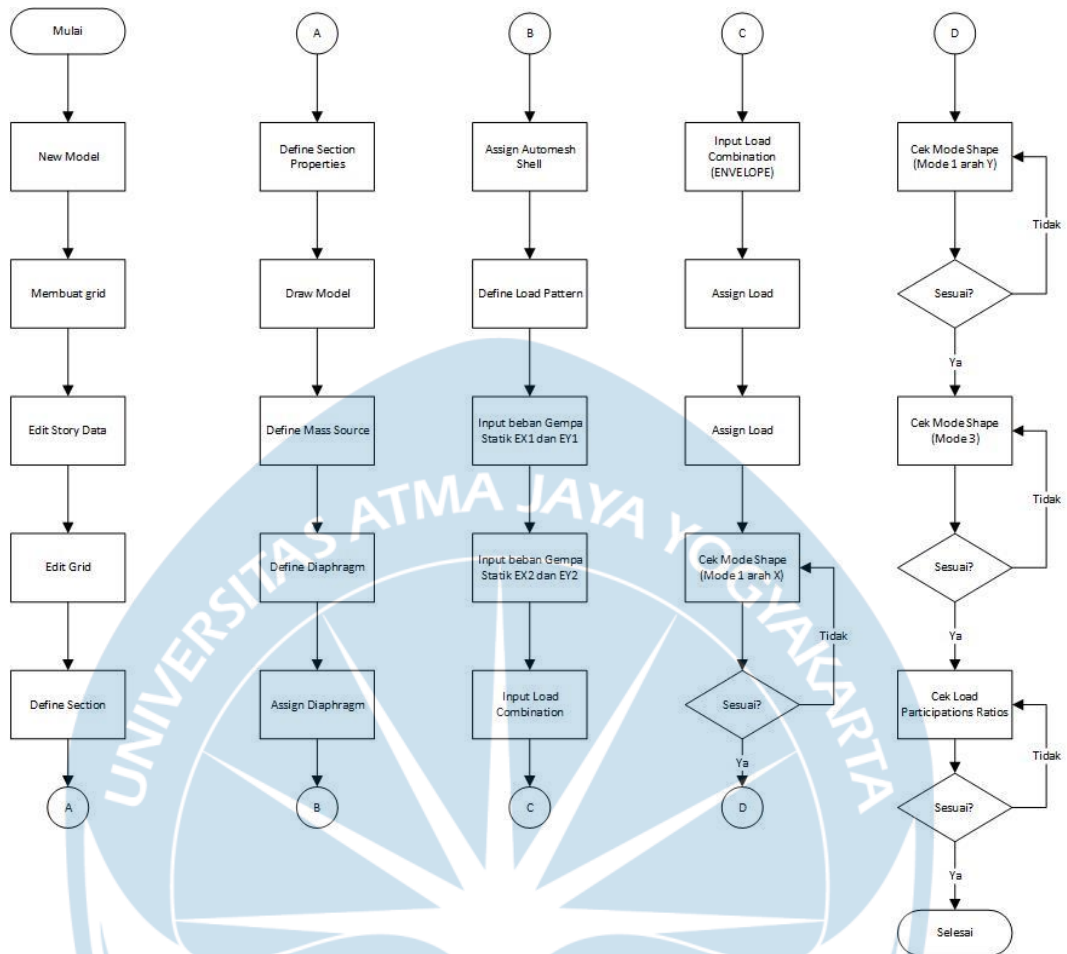 Mulai
New Model
Membuat grid
Edit Story Data
Edit Grid
Define Section
A
A
Define Section
Properties
Draw Model
Define Mass Source
Define Diaphragm
Assign Diaphragm
B
B
Assign Automesh
Shell
Define Load Pattern
Input beban Gempa
Statik EX1 dan EY1
Input beban Gempa
Statik EX2 dan EY2
Input Load
Combination
C
C
Input Load
Combination
(ENVELOPE)
Assign Load
Assign Load
Cek Mode Shape
(Mode 1 arah X)
Tidak
Sesuai?
Ya
D
D
Cek Mode Shape
(Mode 1 arah Y)
Tidak
Sesuai?
Ya
Cek Mode Shape
(Mode 3)
Tidak
Sesuai?
Ya
Cek Load
Participations Ratios
Tidak
Sesuai?
Ya
Selesai
UNIVERSITAS ATMA JAYA YOGYAKARTA